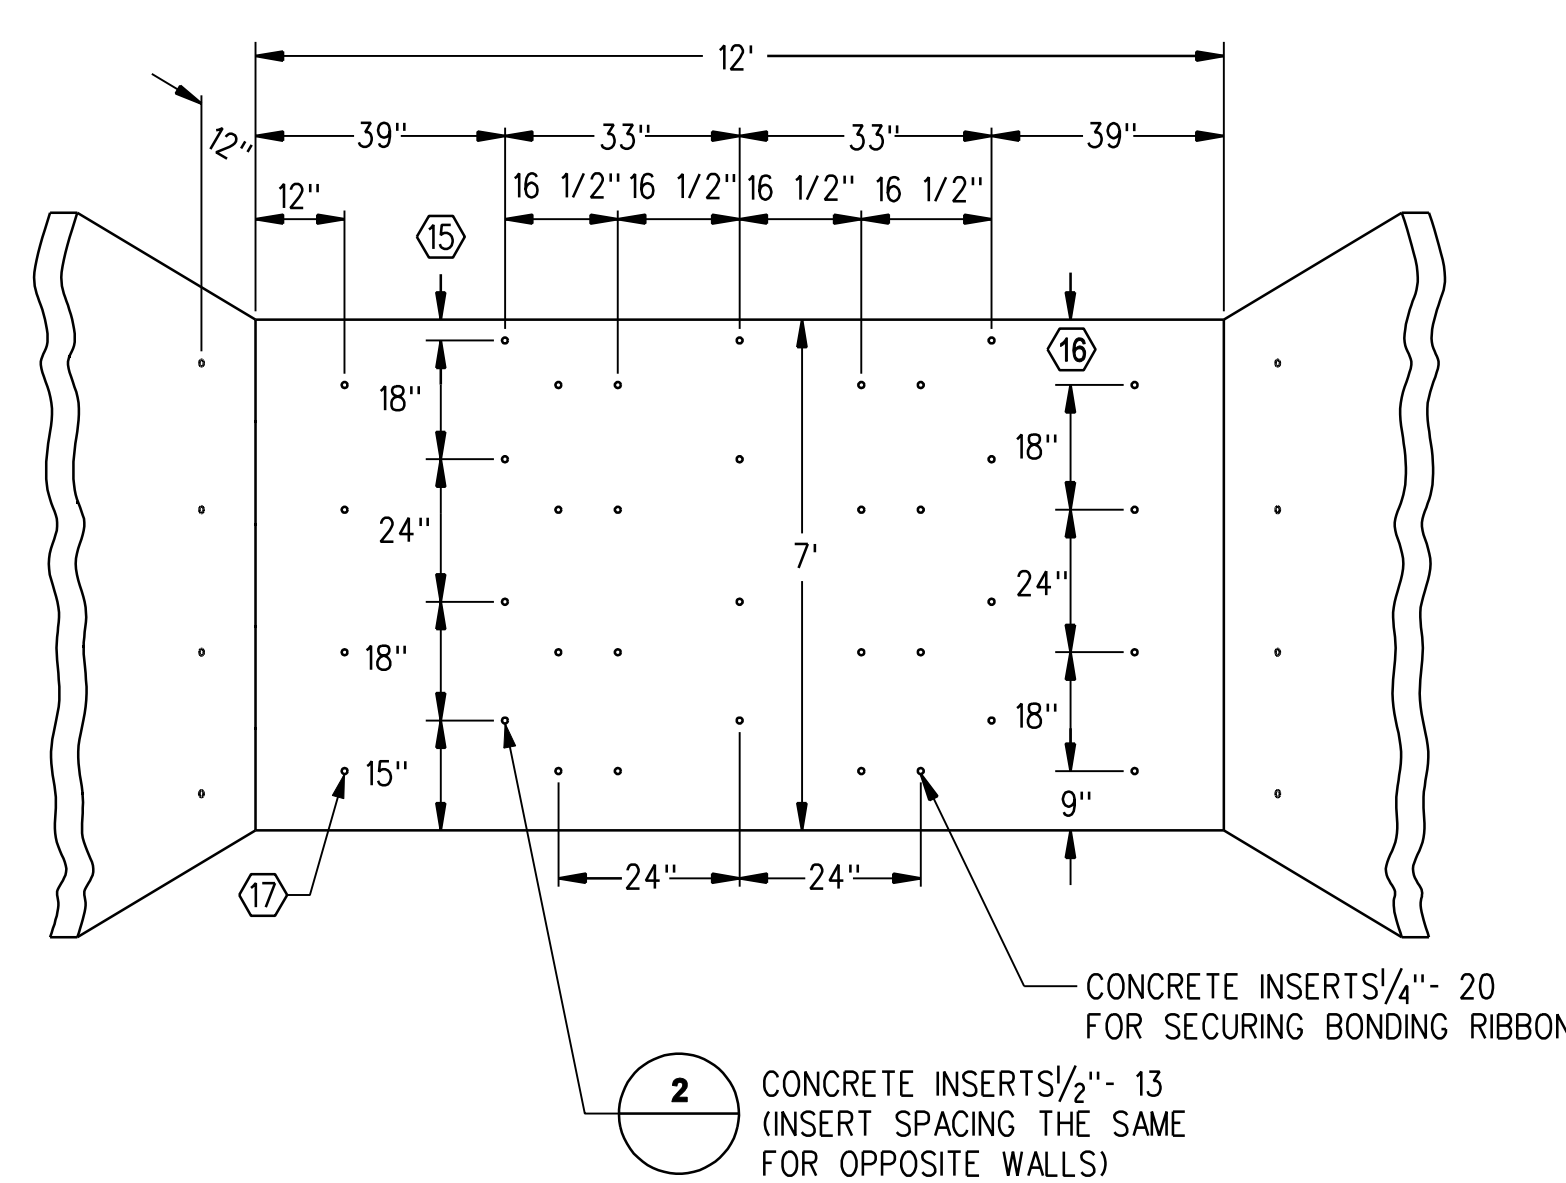 12'
39" 33" 33" 39"
12"
16 1/2" 16 1/2" 16 1/2" 16 1/2"
12"
15
16
18"
18"
24"
7'
24"
18"
18"
15"
9"
24" 24"
17
CONCRETE INSERTS 1/4"- 20
FOR SECURING BONDING RIBBON
2
CONCRETE INSERTS 1/2"- 13
(INSERT SPACING THE SAME
FOR OPPOSITE WALLS)